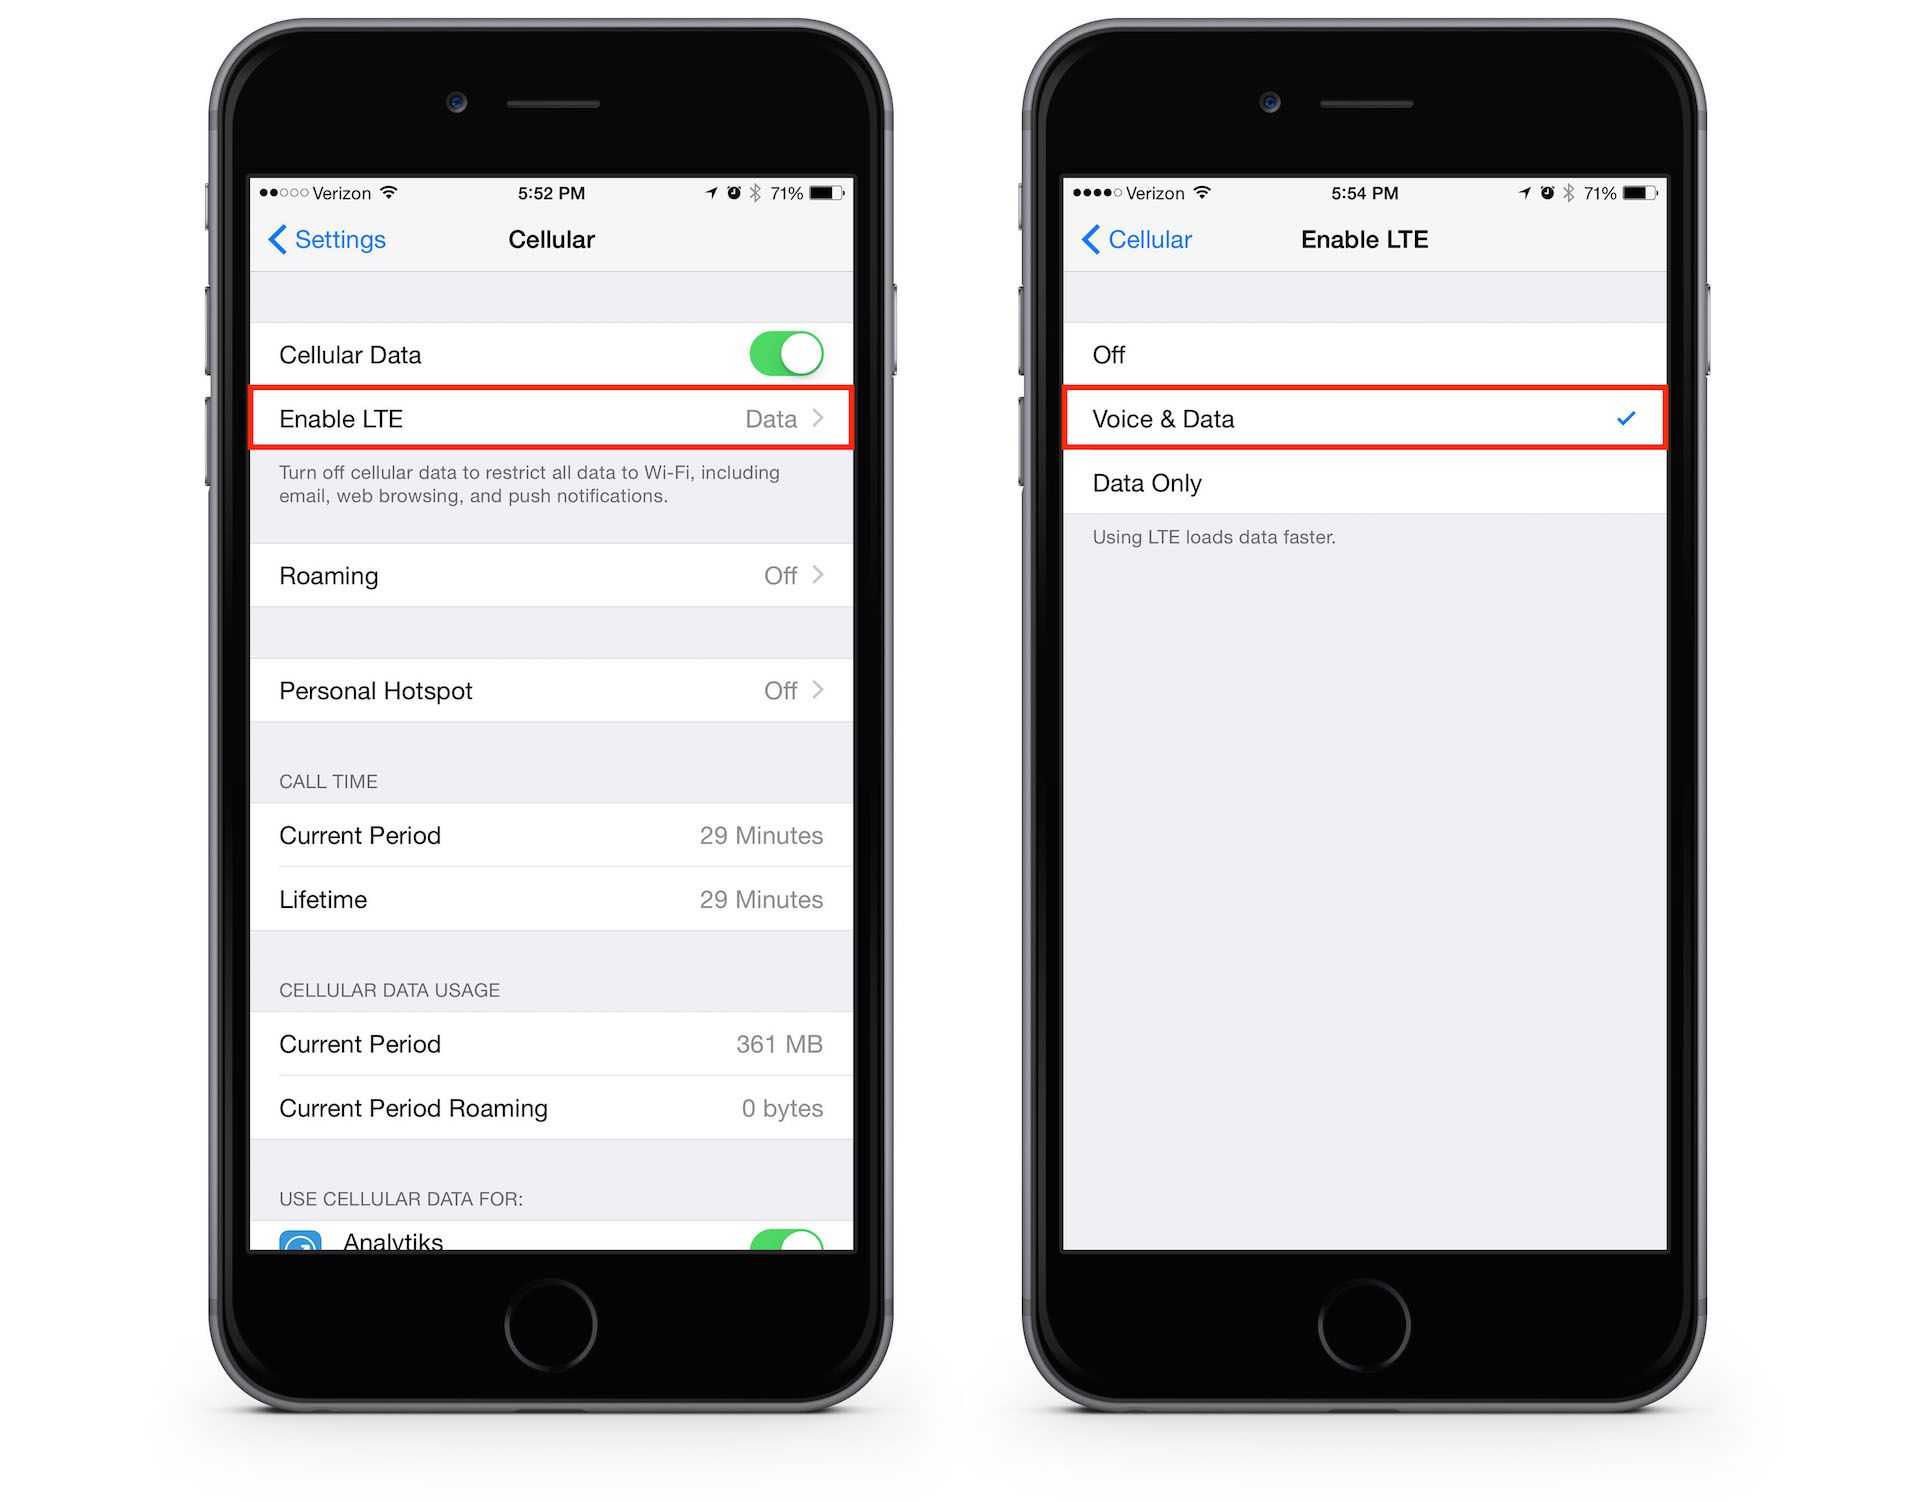 Verizon 5:52 PM 71%
Settings Cellular
Cellular Data
Enable LTE Data
Turn off cellular data to restrict all data to Wi-Fi, including
email, web browsing, and push notifications.
Roaming Off
Personal Hotspot Off
CALL TIME
Current Period 29 Minutes
Lifetime 29 Minutes
CELLULAR DATA USAGE
Current Period 361 MB
Current Period Roaming 0 bytes
USE CELLULAR DATA FOR:
Analytiks
Verizon 5:54 PM 71%
Cellular Enable LTE
Off
Voice & Data
Data Only
Using LTE loads data faster.